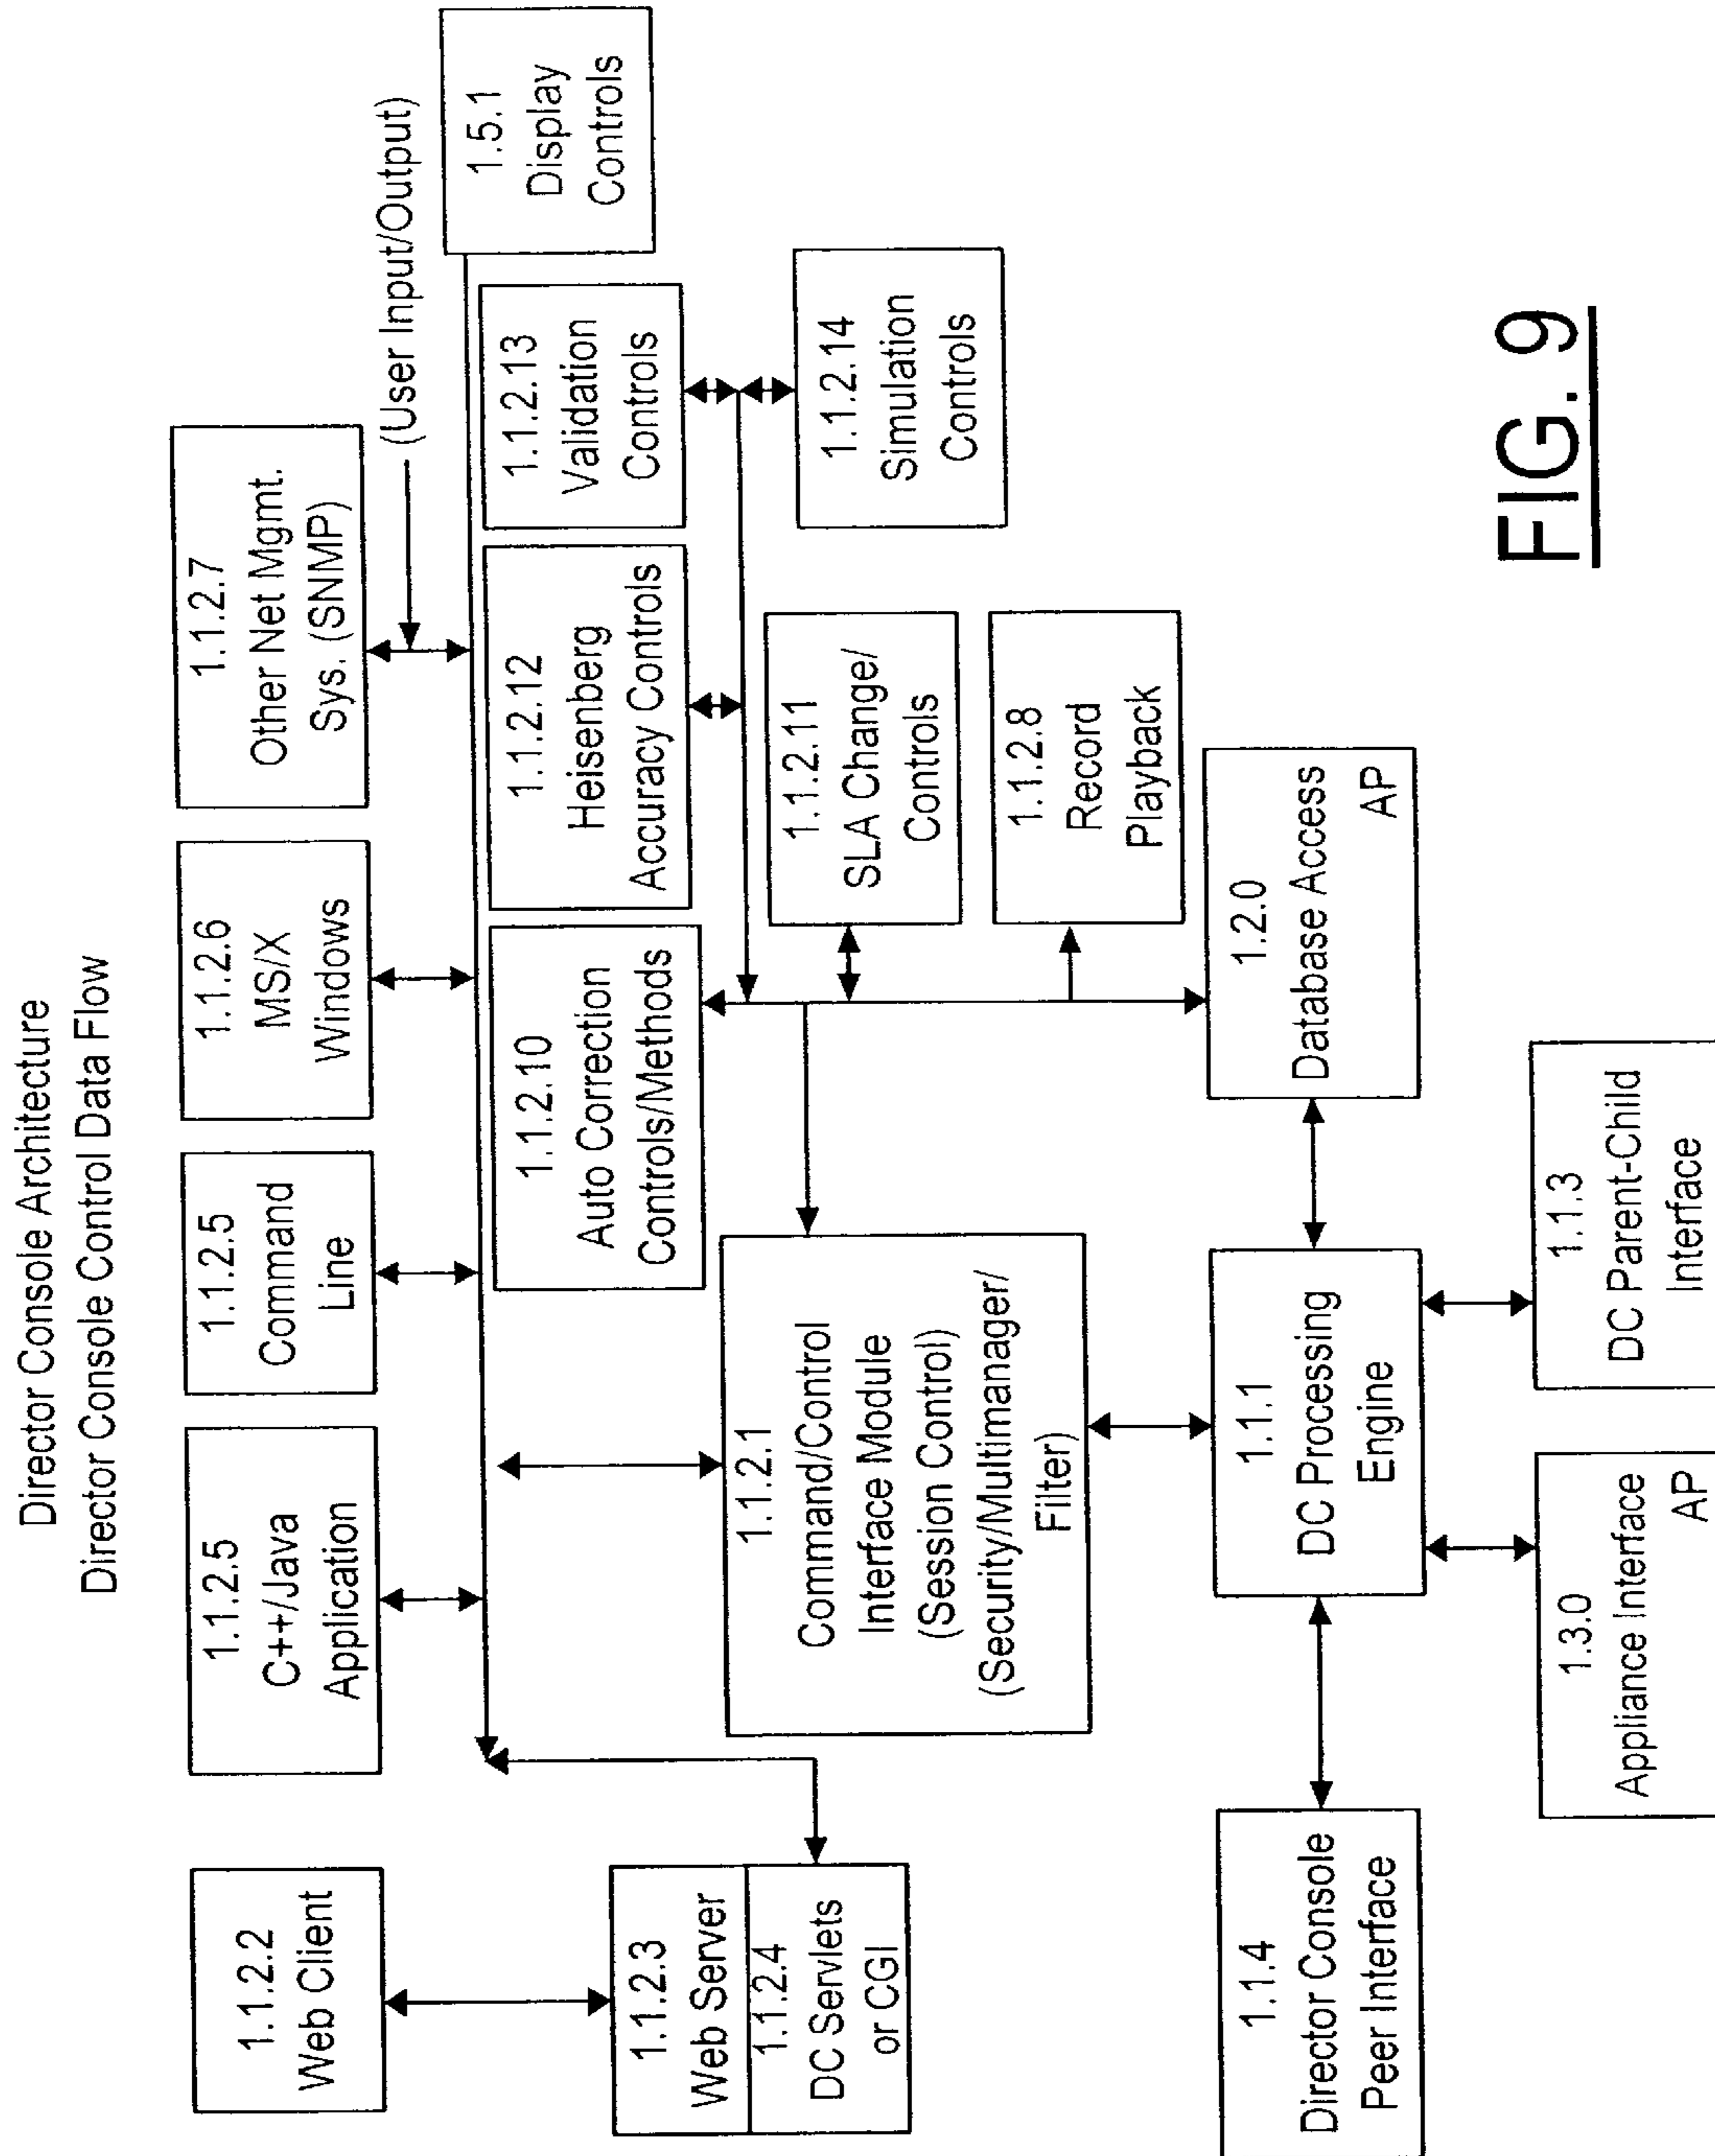 Director Console Architecture
Director Console Control Data Flow
1.1.2.2
Web Client
1.1.2.5
C++/Java
Application
1.1.2.5
Command
Line
1.1.2.6
MS/X
Windows
1.1.2.7
Other Net Mgmt.
Sys. (SNMP)
(User Input/Output)
1.5.1
Display
Controls
1.1.2.3
Web Server
1.1.2.4
DC Servlets
or CGI
1.1.2.10
Auto Correction
Controls/Methods
1.1.2.12
Heisenberg
Accuracy Controls
1.1.2.13
Validation
Controls
1.1.2.1
Command/Control
Interface Module
(Session Control)
(Security/Multimanager/
Filter)
1.1.2.11
SLA Change/
Controls
1.1.2.14
Simulation
Controls
1.1.2.8
Record
Playback
1.1.4
Director Console
Peer Interface
1.1.1
DC Processing
Engine
1.2.0
Database Access
AP
1.3.0
Appliance Interface
AP
1.1.3
DC Parent-Child
Interface
FIG. 9